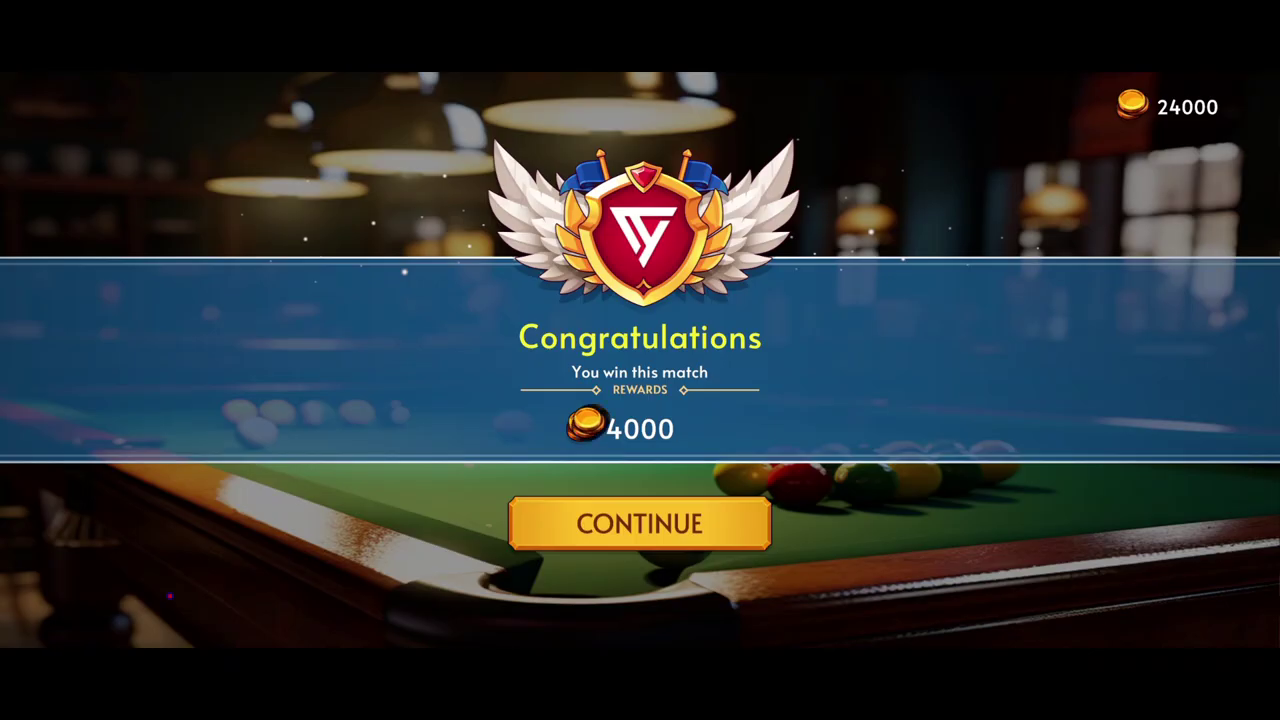 24000
Congratulations
You win this match
REWARDS
4000
CONTINUE